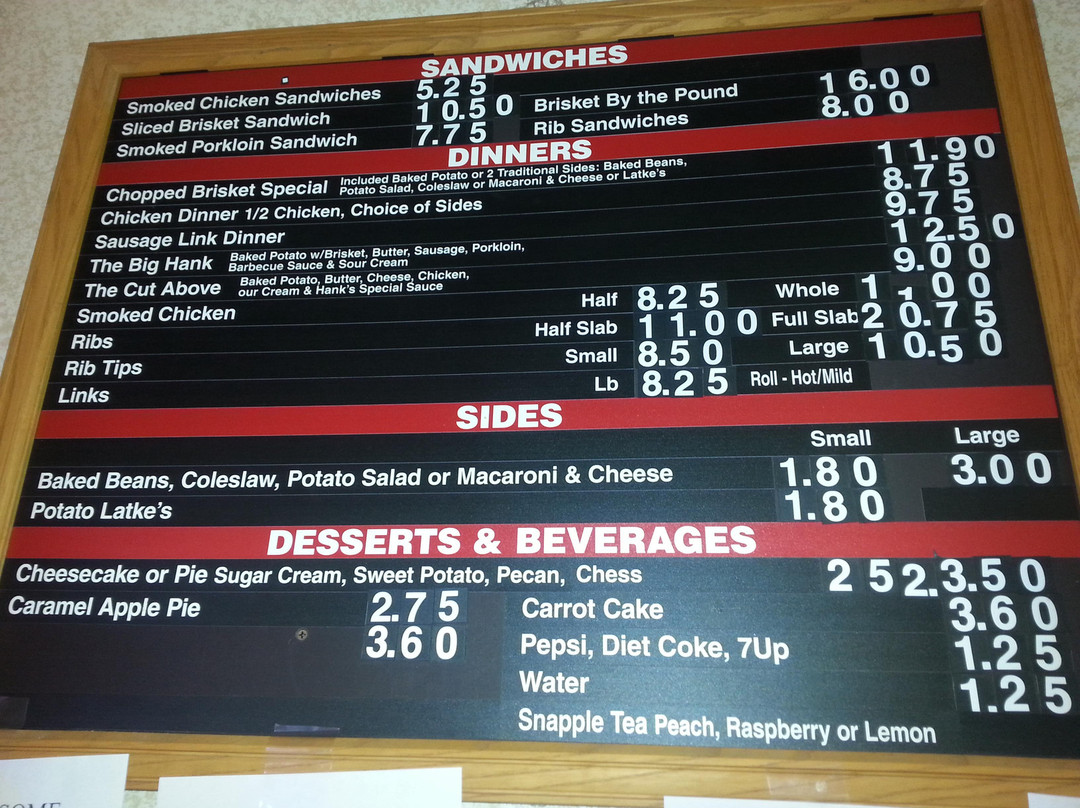 SANDWICHES
Smoked Chicken Sandwiches 5.25 Brisket By the Pound 16.00
Sliced Brisket Sandwich 10.50 Rib Sandwiches 8.00
Smoked Porkloin Sandwich 7.75
DINNERS
Chopped Brisket Special Included Baked Potato or 2 Traditional Sides: Baked Beans, 11.90
Potato Salad, Coleslaw or Macaroni & Cheese or Latke's
Chicken Dinner 1/2 Chicken, Choice of Sides 8.75
Sausage Link Dinner 9.75
The Big Hank Baked Potato w/Brisket, Butter, Sausage, Porkloin, 12.50
Barbecue Sauce & Sour Cream
The Cut Above Baked Potato, Butter, Cheese, Chicken, 9.00
our Cream & Hank's Special Sauce
Smoked Chicken Half 8.25 Whole 11.00
Ribs Half Slab 11.00 Full Slab 20.75
Rib Tips Small 8.50 Large 10.50
Links Lb 8.25 Roll - Hot/Mild
SIDES
Small Large
Baked Beans, Coleslaw, Potato Salad or Macaroni & Cheese 1.80 3.00
Potato Latke's 1.80
DESSERTS & BEVERAGES
Cheesecake or Pie Sugar Cream, Sweet Potato, Pecan, Chess 252.3.50
Caramel Apple Pie 2.75 Carrot Cake 3.60
3.60 Pepsi, Diet Coke, 7Up 1.25
Water 1.25
Snapple Tea Peach, Raspberry or Lemon